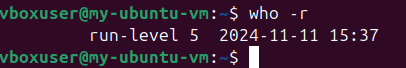 vboxuser@my-ubuntu-vm:~$ who -r
         run-level 5  2024-11-11 15:37
vboxuser@my-ubuntu-vm:~$